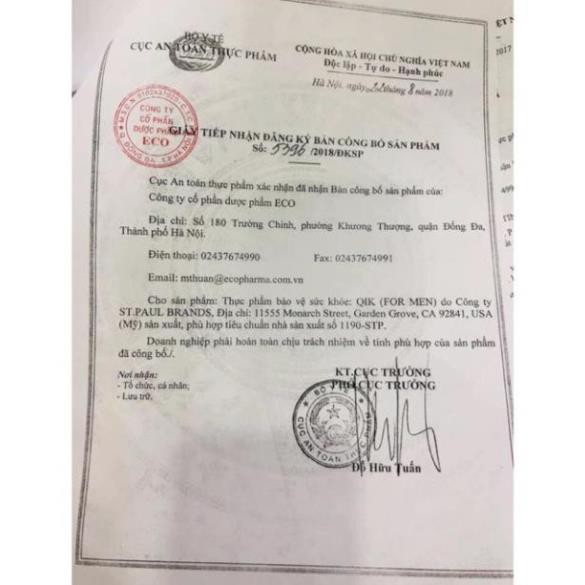 BỘ Y TẾ
CỤC AN TOÀN THỰC PHẨM
CỘNG HÒA XÃ HỘI CHỦ NGHĨA VIỆT NAM
Độc lập - Tự do - Hạnh phúc
Hà Nội, ngày 22 tháng 8 năm 2018
CÔNG TY
CỔ PHẦN
DƯỢC PHẨM
ECO
GIẤY TIẾP NHẬN ĐĂNG KÝ BẢN CÔNG BỐ SẢN PHẨM
Số: 5396 /2018/ĐKSP
Cục An toàn thực phẩm xác nhận đã nhận Bản công bố sản phẩm của:
Công ty cổ phần dược phẩm ECO
Địa chỉ: Số 180 Trường Chinh, phường Khương Thượng, quận Đống Đa,
Thành phố Hà Nội.
Điện thoại: 02437674990 Fax: 02437674991
Email: mthuan@ecopharma.com.vn
Cho sản phẩm: Thực phẩm bảo vệ sức khỏe: QIK (FOR MEN) do Công ty
ST.PAUL BRANDS, Địa chỉ: 11555 Monarch Street, Garden Grove, CA 92841, USA
(Mỹ) sản xuất, phù hợp tiêu chuẩn nhà sản xuất số 1190-STP.
Doanh nghiệp phải hoàn toàn chịu trách nhiệm về tính phù hợp của sản phẩm
đã công bố./.
Nơi nhận:
- Tổ chức, cá nhân;
- Lưu trữ.
KT.CỤC TRƯỞNG
PHÓ CỤC TRƯỞNG
BỘ Y TẾ
CỤC AN TOÀN THỰC PHẨM
Đỗ Hữu Tuấn